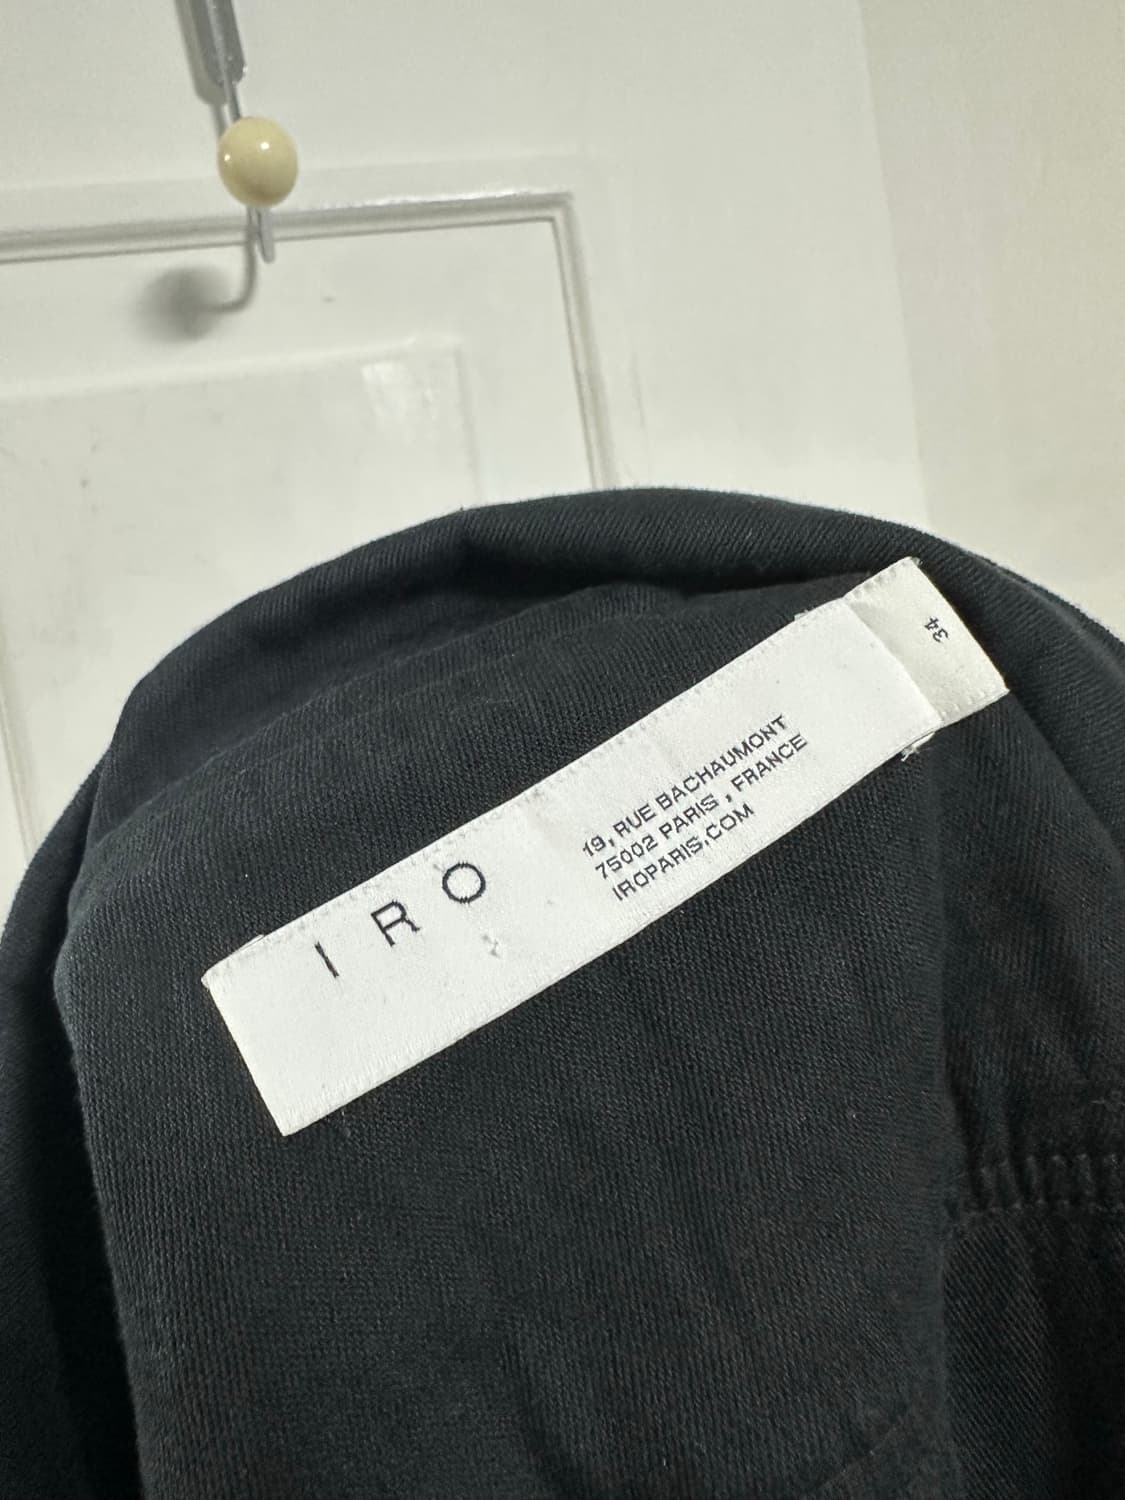 IRO
19, RUE BACHAUMONT
75002 PARIS, FRANCE
IROPARIS.COM
34